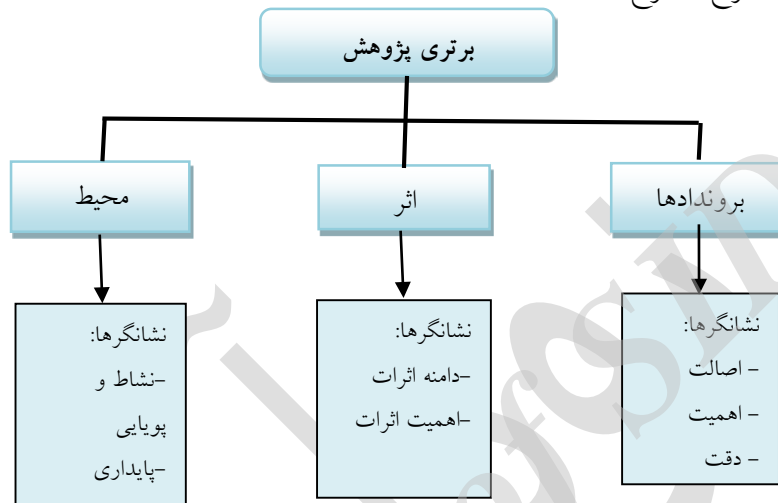 برتری پژوهش
بروندادها
اثر
محیط
نشانگرها:
- اصالت
- اهمیت
- دقت
نشانگرها:
-دامنه اثرات
-اهمیت اثرات
نشانگرها:
-نشاط و
پویایی
-پایداری